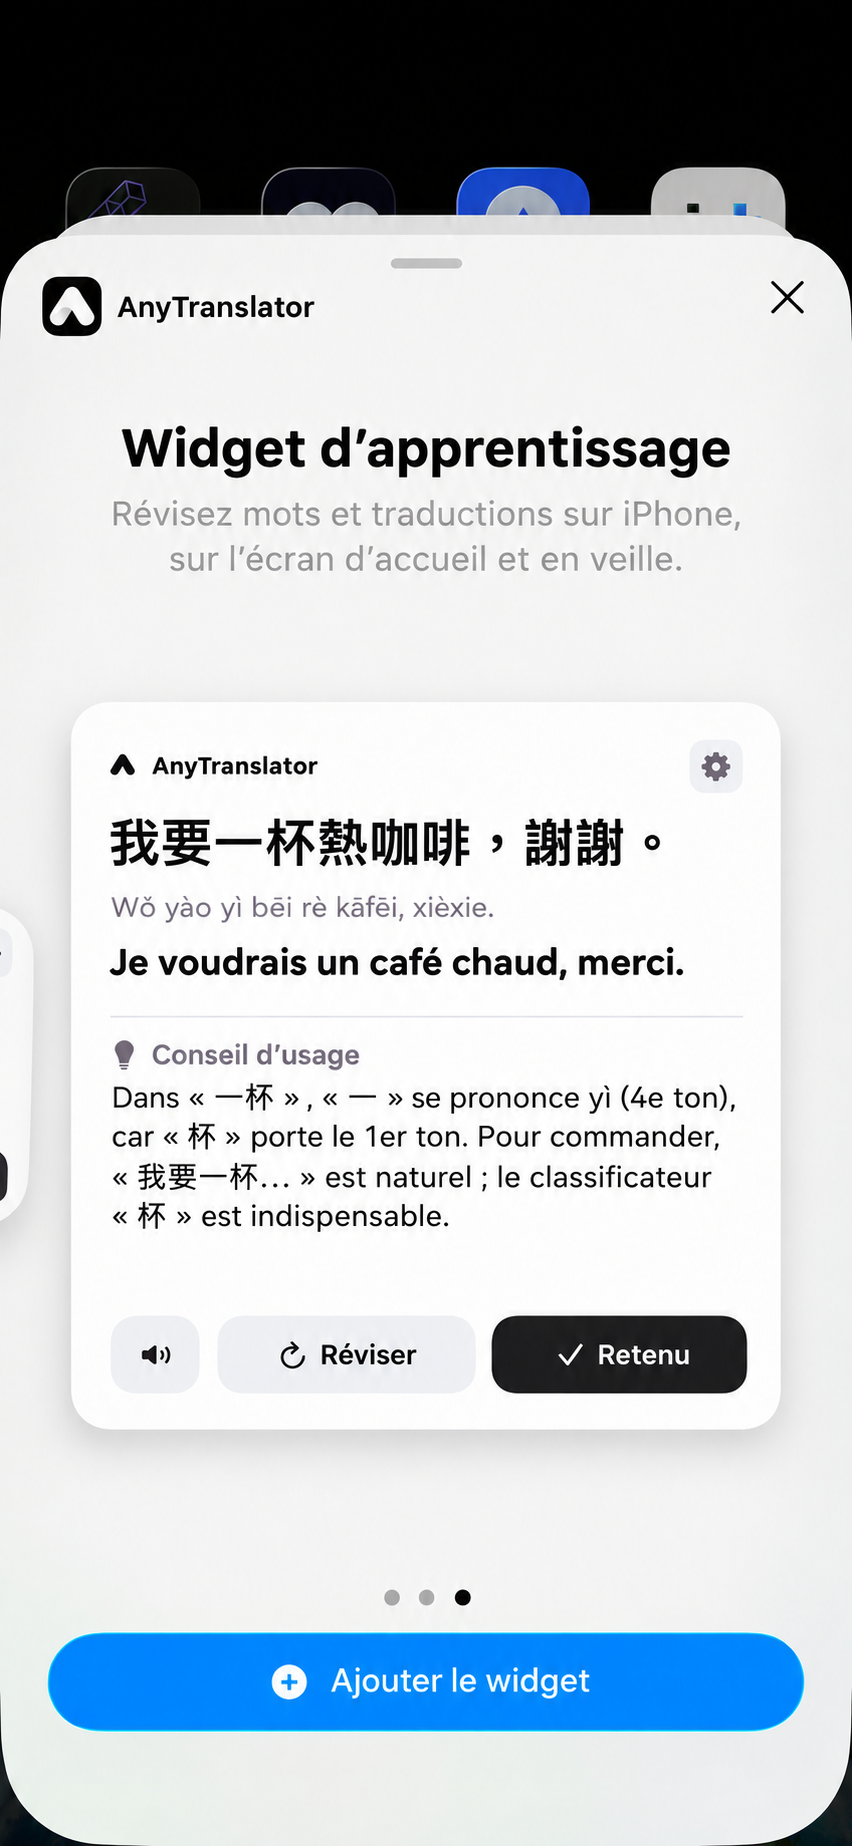 AnyTranslator
Widget d’apprentissage
Révisez mots et traductions sur iPhone,
sur l’écran d’accueil et en veille.
AnyTranslator
我要一杯熱咖啡，謝謝。
Wǒ yào yì bēi rè kāfēi, xièxie.
Je voudrais un café chaud, merci.
Conseil d’usage
Dans « 一杯 », « 一 » se prononce yì (4e ton),
car « 杯 » porte le 1er ton. Pour commander,
« 我要一杯... » est naturel ; le classificateur
« 杯 » est indispensable.
Réviser
Retenu
Ajouter le widget